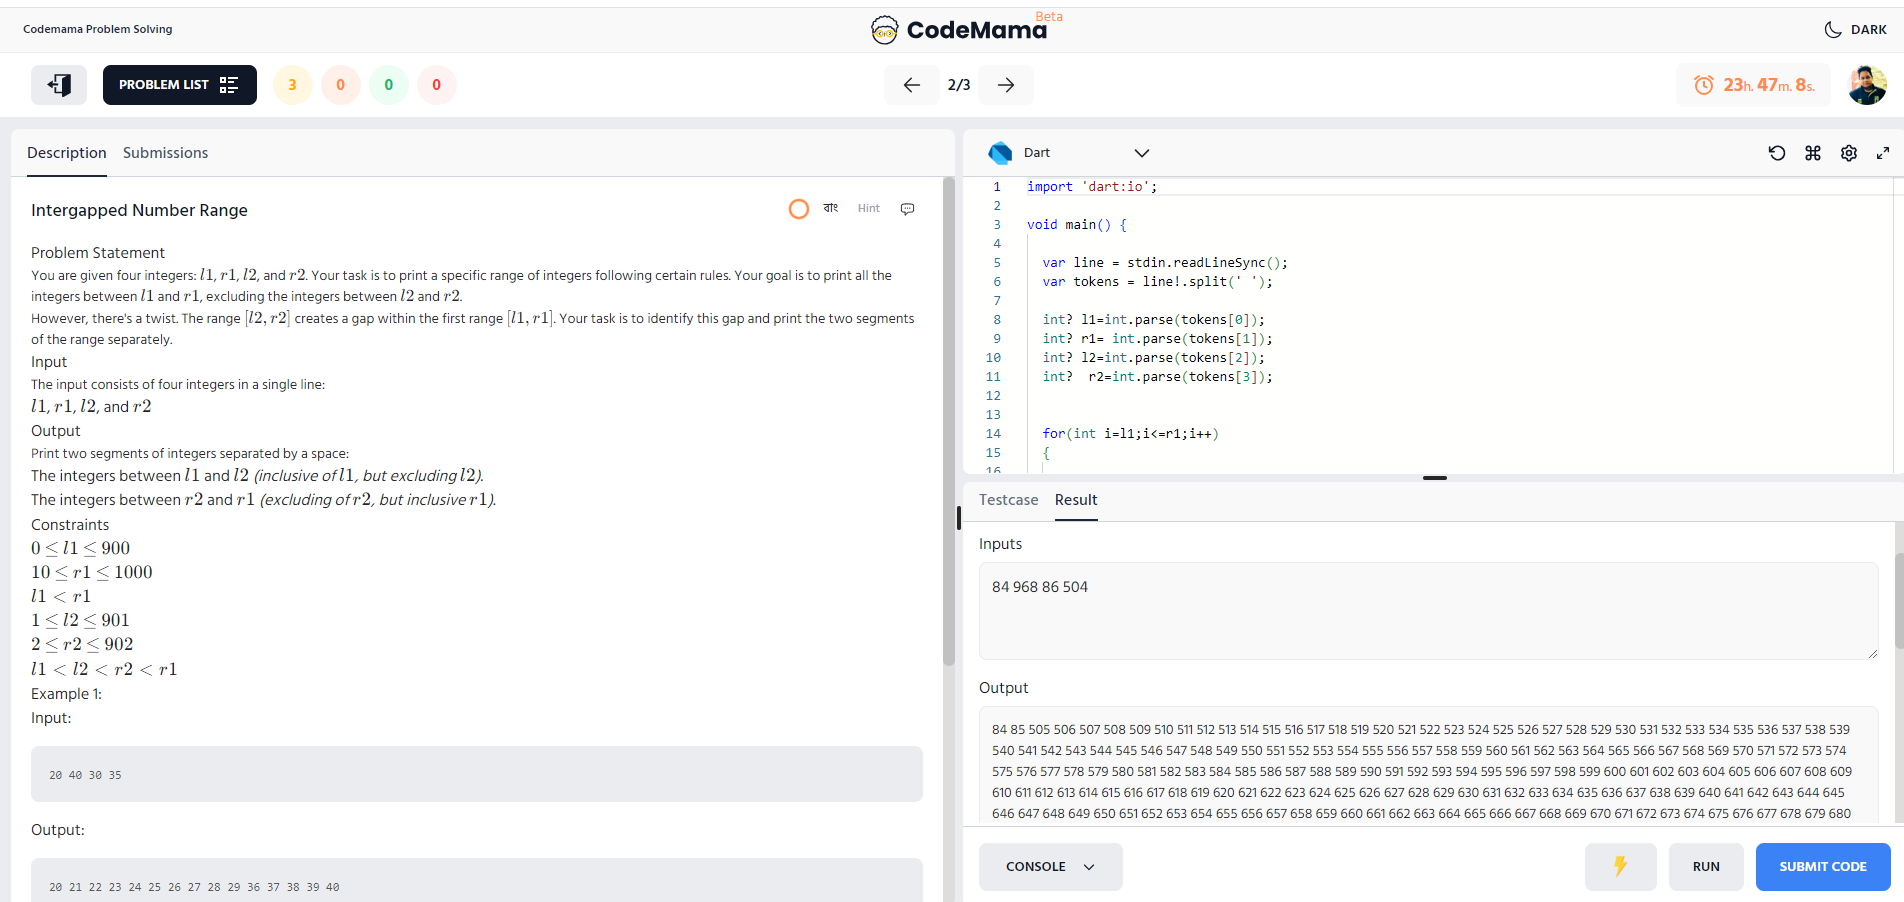 Codemama Problem Solving
CodeMama Beta
DARK
PROBLEM LIST
3 0 0 0
2/3
23h. 47m. 8s.
Description Submissions
Intergapped Number Range
বাং Hint
Problem Statement
You are given four integers: l1, r1, l2, and r2. Your task is to print a specific range of integers following certain rules. Your goal is to print all the
integers between l1 and r1, excluding the integers between l2 and r2.
However, there's a twist. The range [l2, r2] creates a gap within the first range [l1, r1]. Your task is to identify this gap and print the two segments
of the range separately.
Input
The input consists of four integers in a single line:
l1, r1, l2, and r2
Output
Print two segments of integers separated by a space:
The integers between l1 and l2 (inclusive of l1, but excluding l2).
The integers between r2 and r1 (excluding of r2, but inclusive r1).
Constraints
0 ≤ l1 ≤ 900
10 ≤ r1 ≤ 1000
l1 < r1
1 ≤ l2 ≤ 901
2 ≤ r2 ≤ 902
l1 < l2 < r2 < r1
Example 1:
Input:
20 40 30 35
Output:
20 21 22 23 24 25 26 27 28 29 36 37 38 39 40
Dart
1 import 'dart:io';
2
3 void main() {
4
5 var line = stdin.readLineSync();
6 var tokens = line!.split(' ');
7
8 int? l1=int.parse(tokens[0]);
9 int? r1= int.parse(tokens[1]);
10 int? l2=int.parse(tokens[2]);
11 int?  r2=int.parse(tokens[3]);
12
13
14 for(int i=l1;i<=r1;i++)
15 {
16
Testcase Result
Inputs
84 968 86 504
Output
84 85 505 506 507 508 509 510 511 512 513 514 515 516 517 518 519 520 521 522 523 524 525 526 527 528 529 530 531 532 533 534 535 536 537 538 539
540 541 542 543 544 545 546 547 548 549 550 551 552 553 554 555 556 557 558 559 560 561 562 563 564 565 566 567 568 569 570 571 572 573 574
575 576 577 578 579 580 581 582 583 584 585 586 587 588 589 590 591 592 593 594 595 596 597 598 599 600 601 602 603 604 605 606 607 608 609
610 611 612 613 614 615 616 617 618 619 620 621 622 623 624 625 626 627 628 629 630 631 632 633 634 635 636 637 638 639 640 641 642 643 644 645
646 647 648 649 650 651 652 653 654 655 656 657 658 659 660 661 662 663 664 665 666 667 668 669 670 671 672 673 674 675 676 677 678 679 680
CONSOLE
RUN
SUBMIT CODE